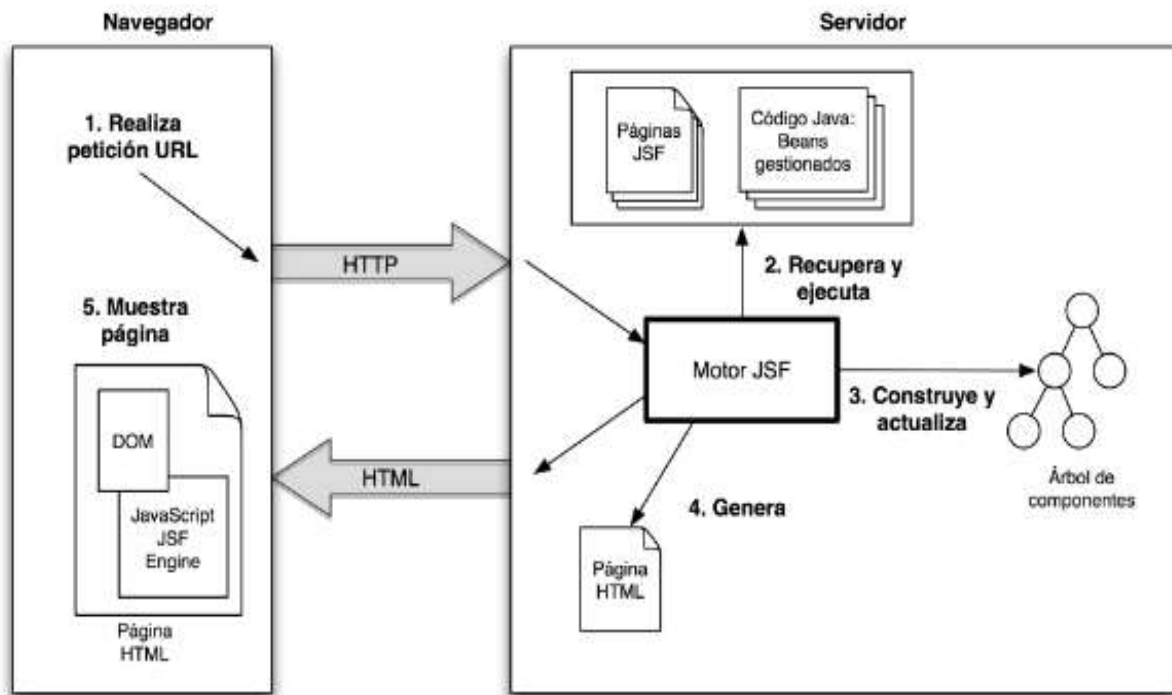 Navegador
Servidor
1. Realiza
petición URL
HTTP
5. Muestra
página
DOM
JavaScript
JSF
Engine
Página
HTML
HTML
Páginas
JSF
Código Java:
Beans
gestionados
2. Recupera y
ejecuta
Motor JSF
3. Construye y
actualiza
Árbol de
componentes
4. Genera
Página
HTML